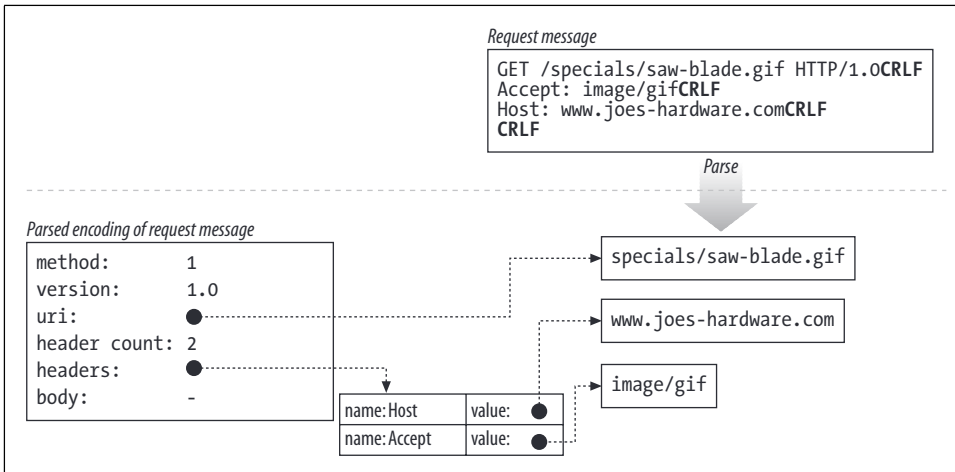 Request message
GET /specials/saw-blade.gif HTTP/1.0CRLF
Accept: image/gifCRLF
Host: www.joes-hardware.comCRLF
CRLF
Parse
Parsed encoding of request message
method: 1
version: 1.0
uri:
header count: 2
headers:
body: -
specials/saw-blade.gif
www.joes-hardware.com
image/gif
name:Host value:
name:Accept value: